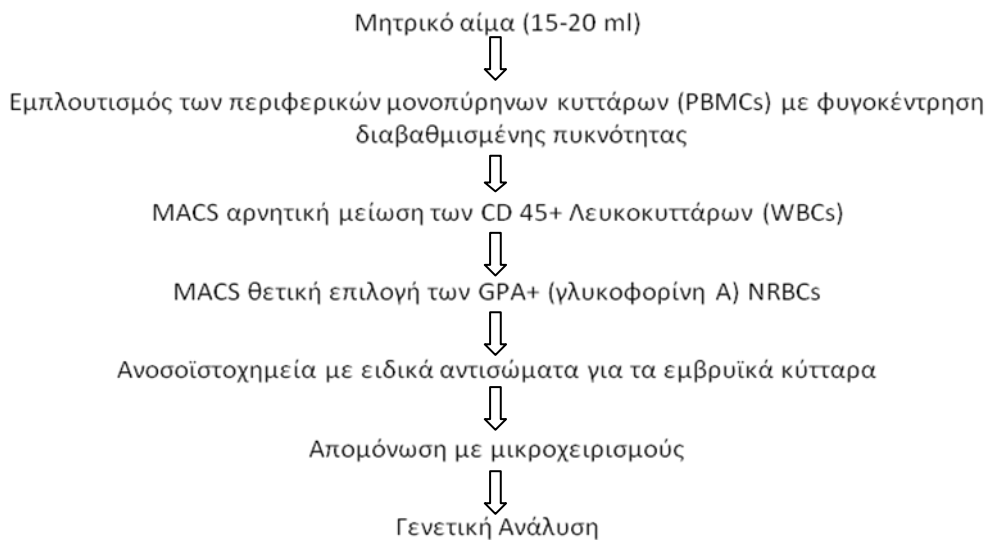 Μητρικό αίμα (15-20 ml)
Εμπλουτισμός των περιφερικών μονοπύρηνων κυττάρων (PBMCs) με φυγοκέντρηση
διαβαθμισμένης πυκνότητας
MACS αρνητική μείωση των CD 45+ Λευκοκυττάρων (WBCs)
MACS θετική επιλογή των GPA+ (γλυκοφορίνη Α) NRBCs
Ανοσοϊστοχημεία με ειδικά αντισώματα για τα εμβρυϊκά κύτταρα
Απομόνωση με μικροχειρισμούς
Γενετική Ανάλυση